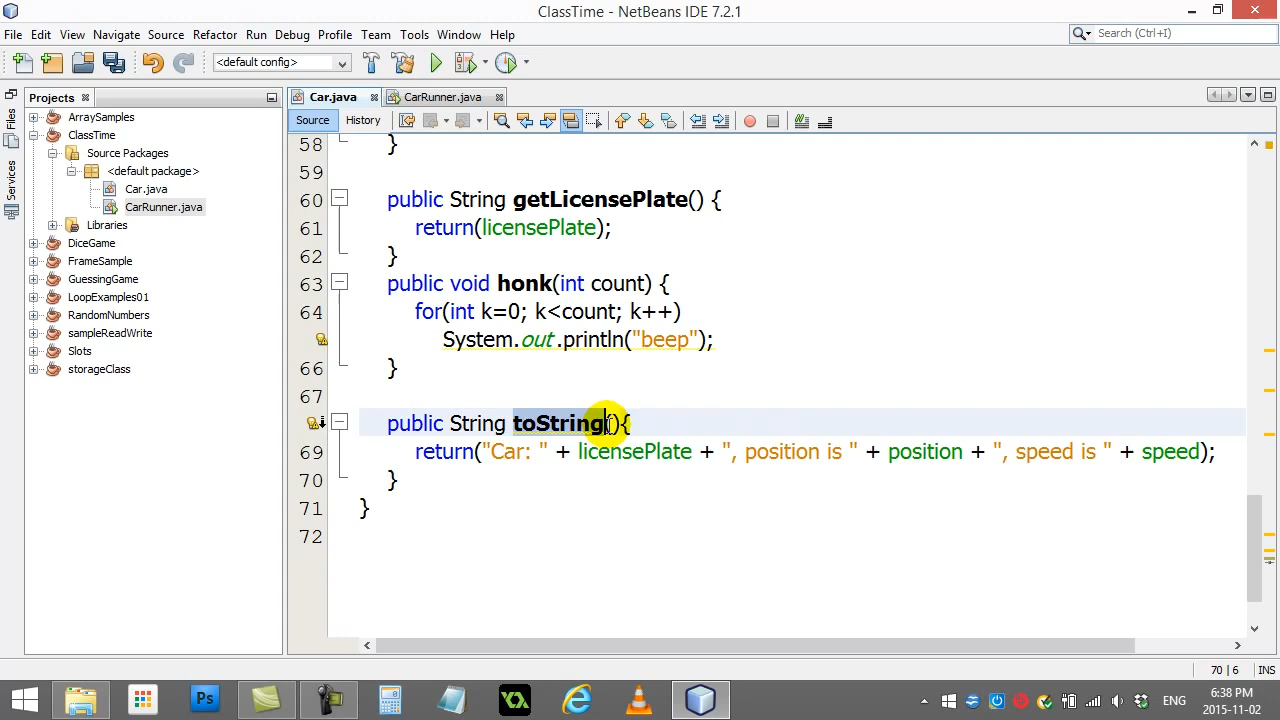 ClassTime - NetBeans IDE 7.2.1
File Edit View Navigate Source Refactor Run Debug Profile Team Tools Window Help
Search (Ctrl+I)
<default config>
Projects
Car.java
CarRunner.java
Files
Services
ArraySamples
ClassTime
Source Packages
<default package>
Car.java
CarRunner.java
Libraries
DiceGame
FrameSample
GuessingGame
LoopExamples01
RandomNumbers
sampleReadWrite
Slots
storageClass
Source History
58 }
59
60 public String getLicensePlate() {
61 return(licensePlate);
62 }
63 public void honk(int count) {
64 for(int k=0; k<count; k++)
System.out.println("beep");
66 }
67
public String toString(){
69 return("Car: " + licensePlate + ", position is " + position + ", speed is " + speed);
70 }
71 }
72
70 | 6 INS
Ps
ENG
6:38 PM
2015-11-02